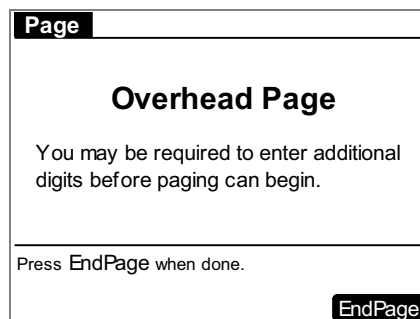 Page
Overhead Page
You may be required to enter additional
digits before paging can begin.
Press EndPage when done.
EndPage